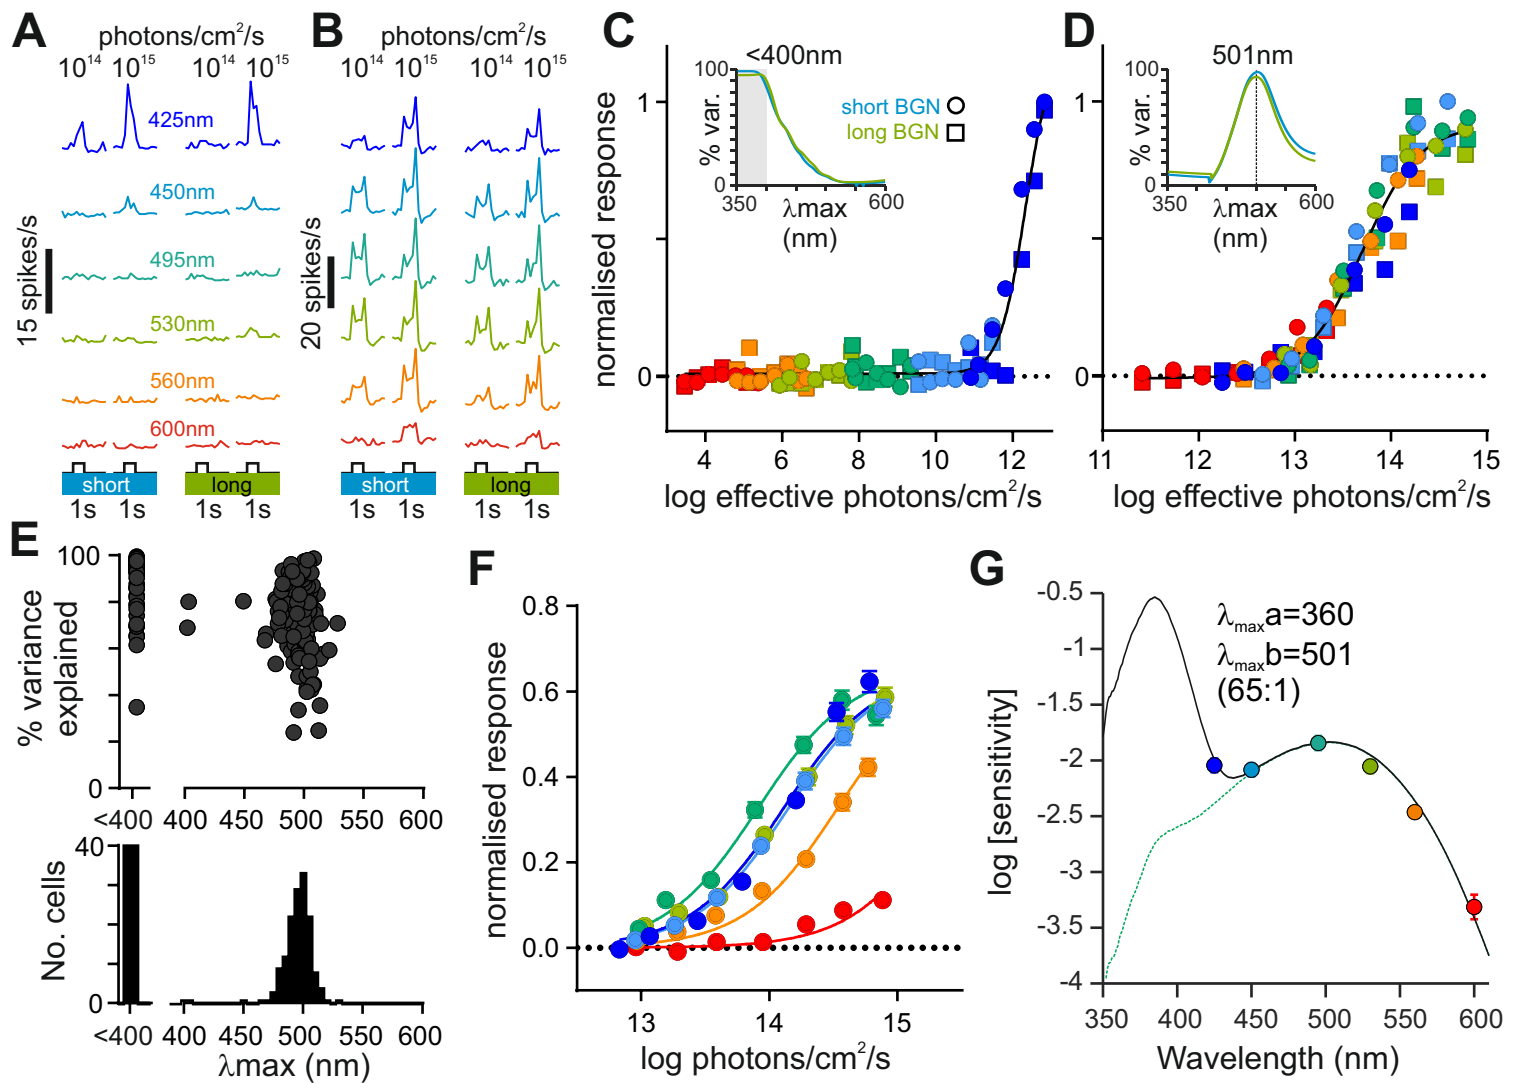 A
photons/cm²/s
10¹⁴ 10¹⁵ 10¹⁴ 10¹⁵
425nm
450nm
495nm
530nm
560nm
600nm
15 spikes/s
short long
1s 1s 1s 1s
B
photons/cm²/s
10¹⁴ 10¹⁵ 10¹⁴ 10¹⁵
20 spikes/s
short long
1s 1s 1s 1s
C
<400nm
100
% var.
0
350 λmax 600
(nm)
short BGN
long BGN
normalised response
1
0
4 6 8 10 12
log effective photons/cm²/s
D
501nm
100
% var.
0
350 λmax 600
(nm)
1
0
11 12 13 14 15
log effective photons/cm²/s
E
% variance
explained
100
0
<400 400 450 500 550 600
No. cells
40
0
<400 400 450 500 550 600
λmax (nm)
F
normalised response
0.8
0.6
0.4
0.2
0.0
13 14 15
log photons/cm²/s
G
log [sensitivity]
-0.5
-1
-1.5
-2
-2.5
-3
-3.5
-4
λmaxa=360
λmaxb=501
(65:1)
350 400 450 500 550 600
Wavelength (nm)